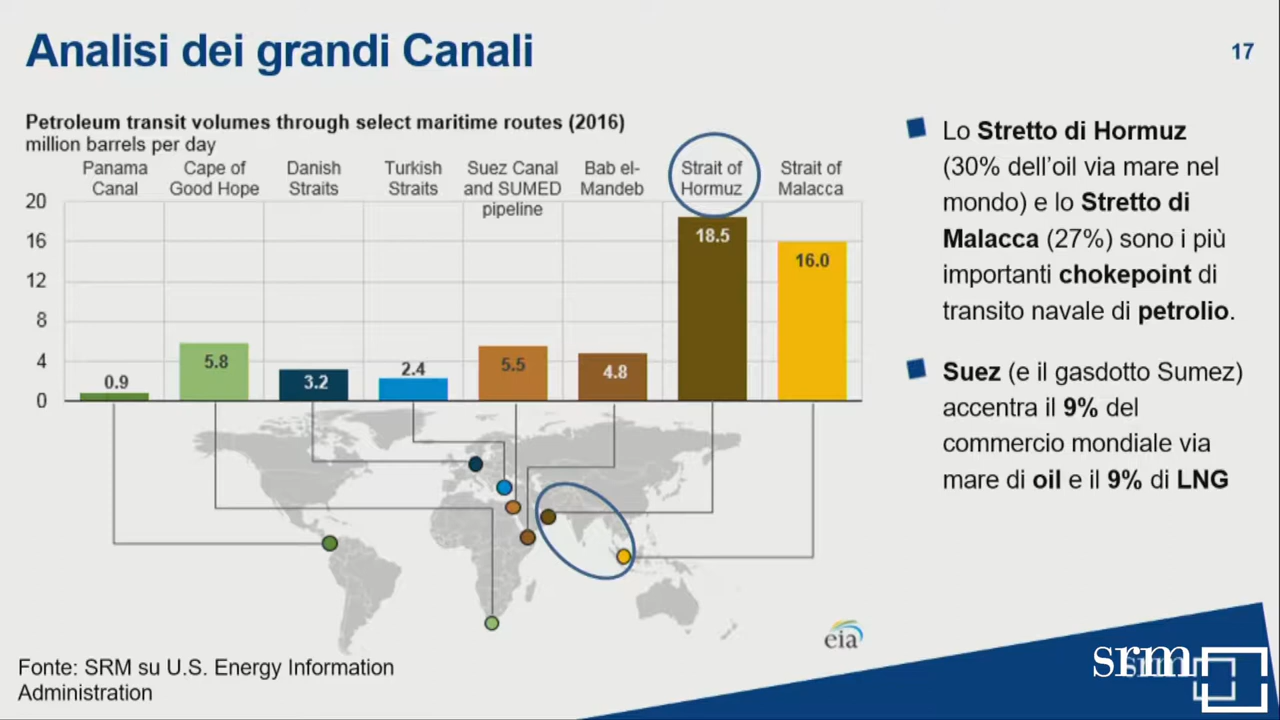 Analisi dei grandi Canali
17
Petroleum transit volumes through select maritime routes (2016)
million barrels per day
Panama
Canal
Cape of
Good Hope
Danish
Straits
Turkish
Straits
Suez Canal
and SUMED
pipeline
Bab el-
Mandeb
Strait of
Hormuz
Strait of
Malacca
20
16
12
8
4
0
0.9
5.8
3.2
2.4
5.5
4.8
18.5
16.0
eia
Lo Stretto di Hormuz
(30% dell'oil via mare nel
mondo) e lo Stretto di
Malacca (27%) sono i più
importanti chokepoint di
transito navale di petrolio.
Suez (e il gasdotto Sumez)
accentra il 9% del
commercio mondiale via
mare di oil e il 9% di LNG
Fonte: SRM su U.S. Energy Information
Administration
srm
srm